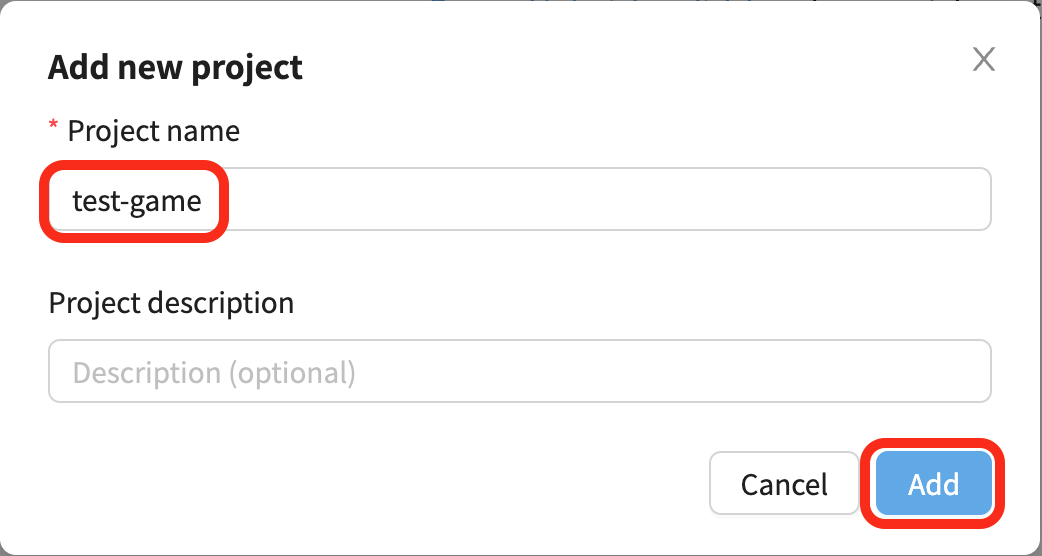 Add new project
* Project name
test-game
Project description
Description (optional)
Cancel
Add